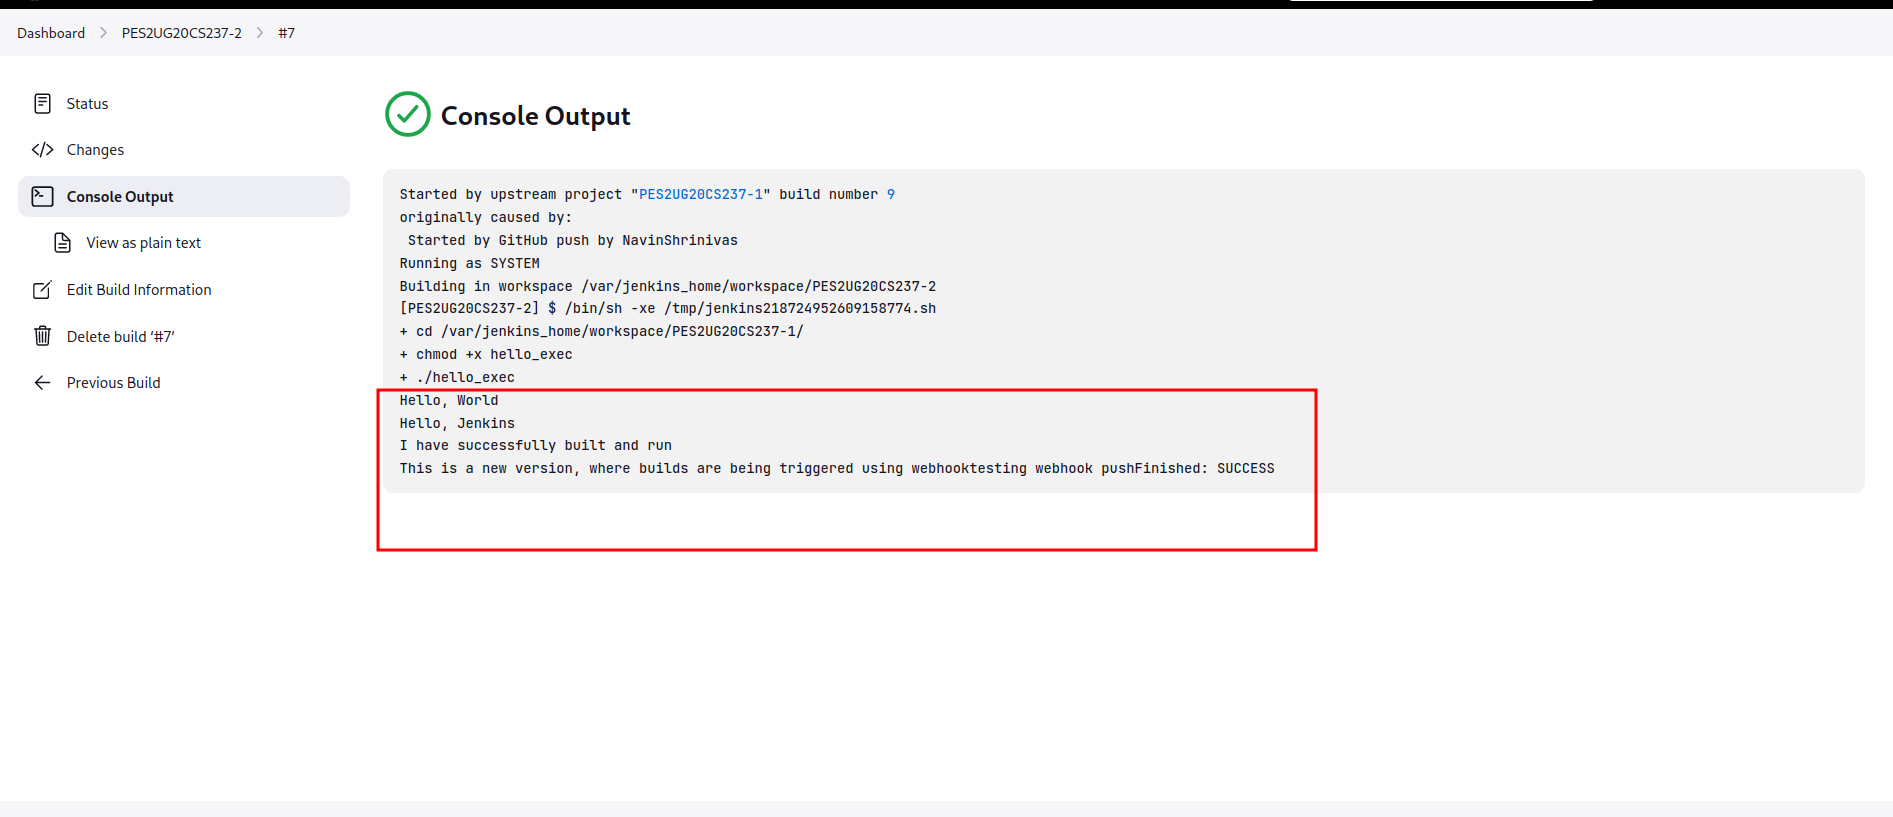 Dashboard > PES2UG20CS237-2 > #7
Status
Changes
Console Output
View as plain text
Edit Build Information
Delete build ‘#7’
Previous Build
Console Output
Started by upstream project "PES2UG20CS237-1" build number 9
originally caused by:
Started by GitHub push by NavinShrinivas
Running as SYSTEM
Building in workspace /var/jenkins_home/workspace/PES2UG20CS237-2
[PES2UG20CS237-2] $ /bin/sh -xe /tmp/jenkins218724952609158774.sh
+ cd /var/jenkins_home/workspace/PES2UG20CS237-1/
+ chmod +x hello_exec
+ ./hello_exec
Hello, World
Hello, Jenkins
I have successfully built and run
This is a new version, where builds are being triggered using webhooktesting webhook pushFinished: SUCCESS